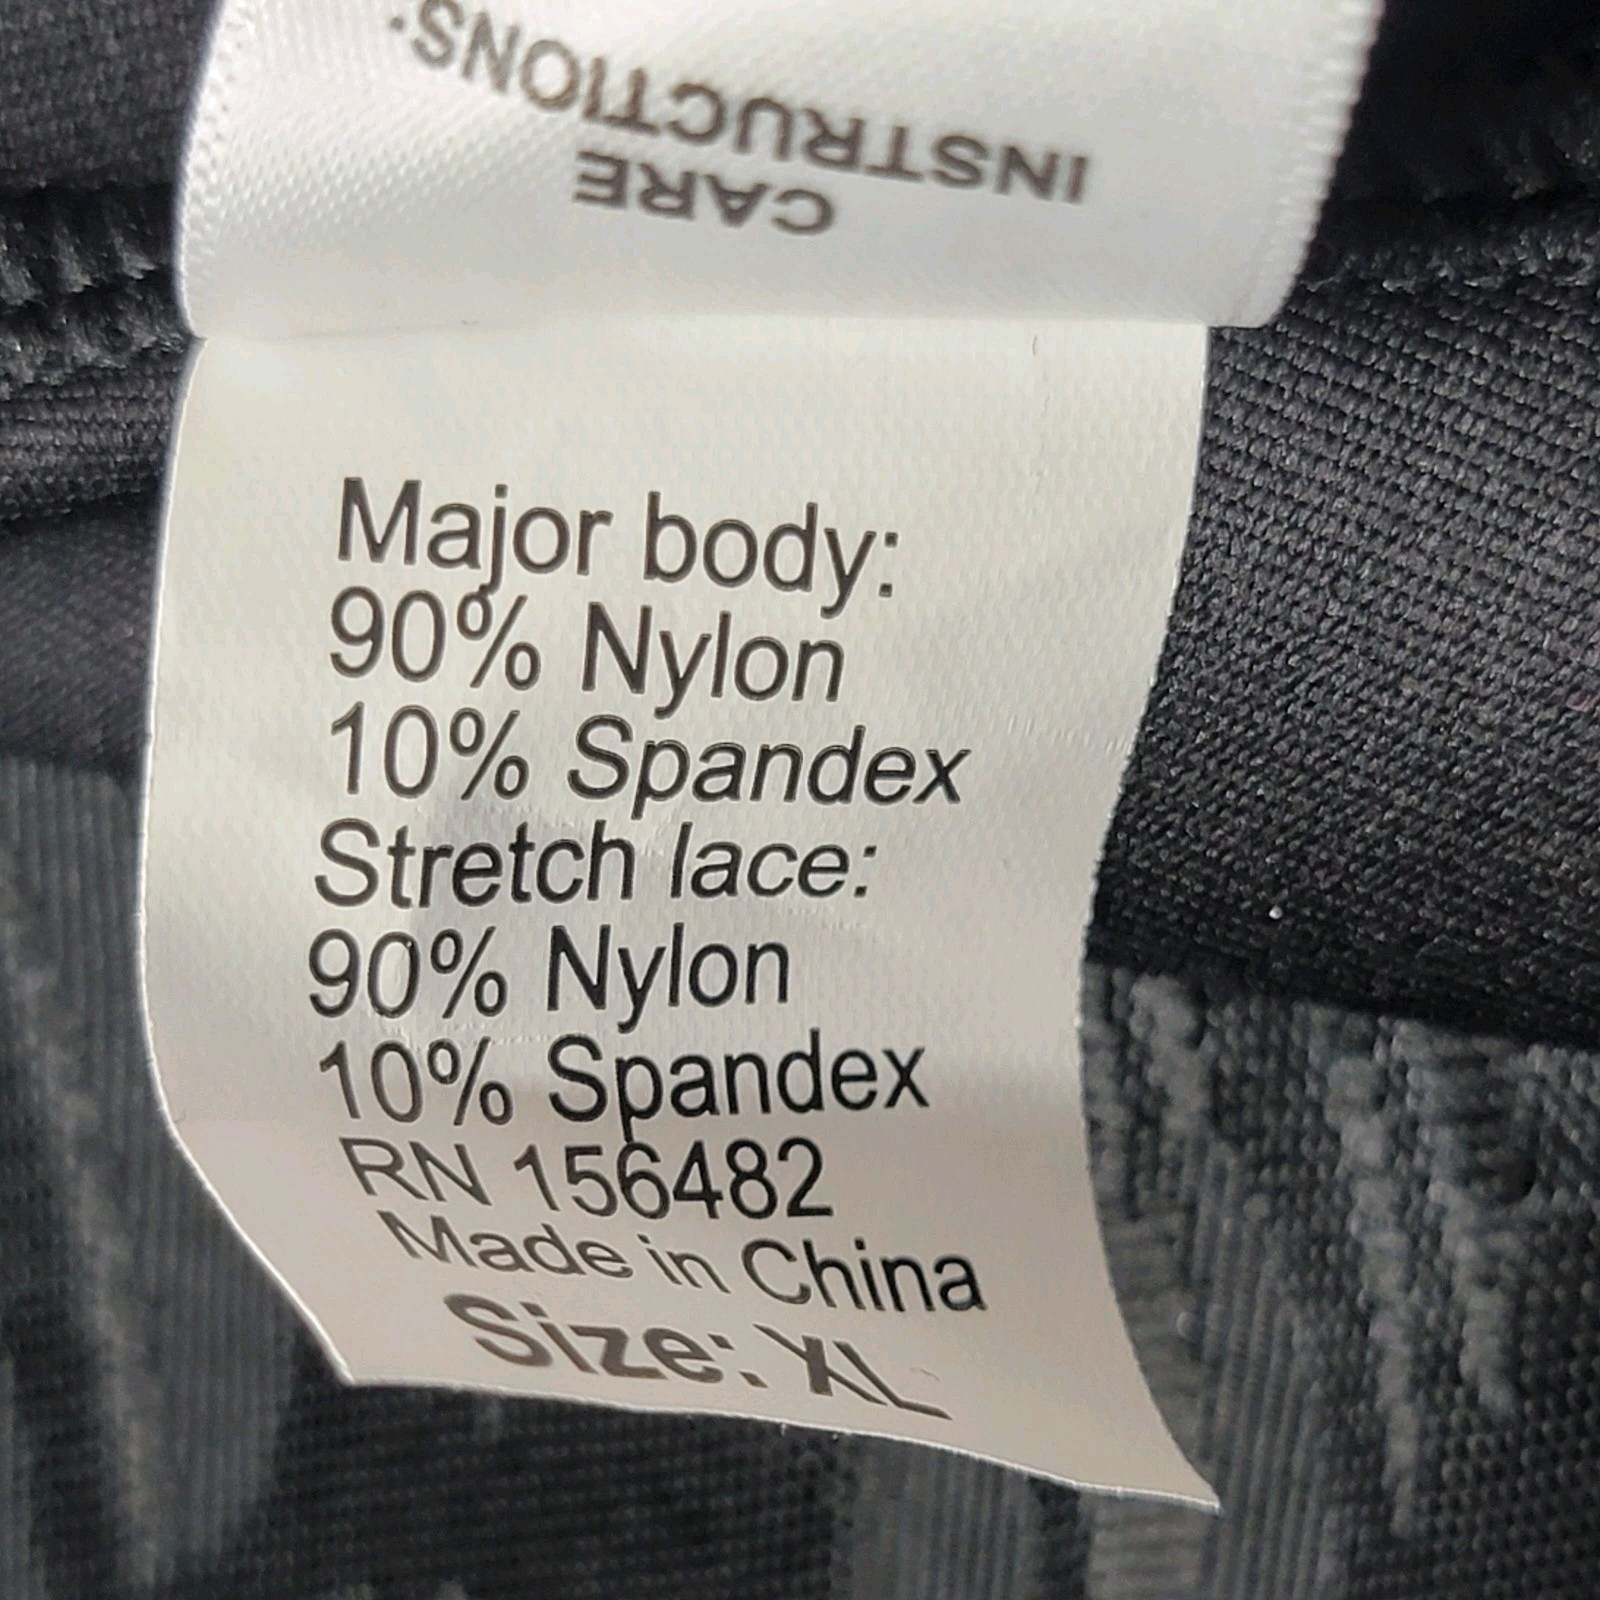 CARE
INSTRUCTIONS:
Major body:
90% Nylon
10% Spandex
Stretch lace:
90% Nylon
10% Spandex
RN 156482
Made in China
Size: XL